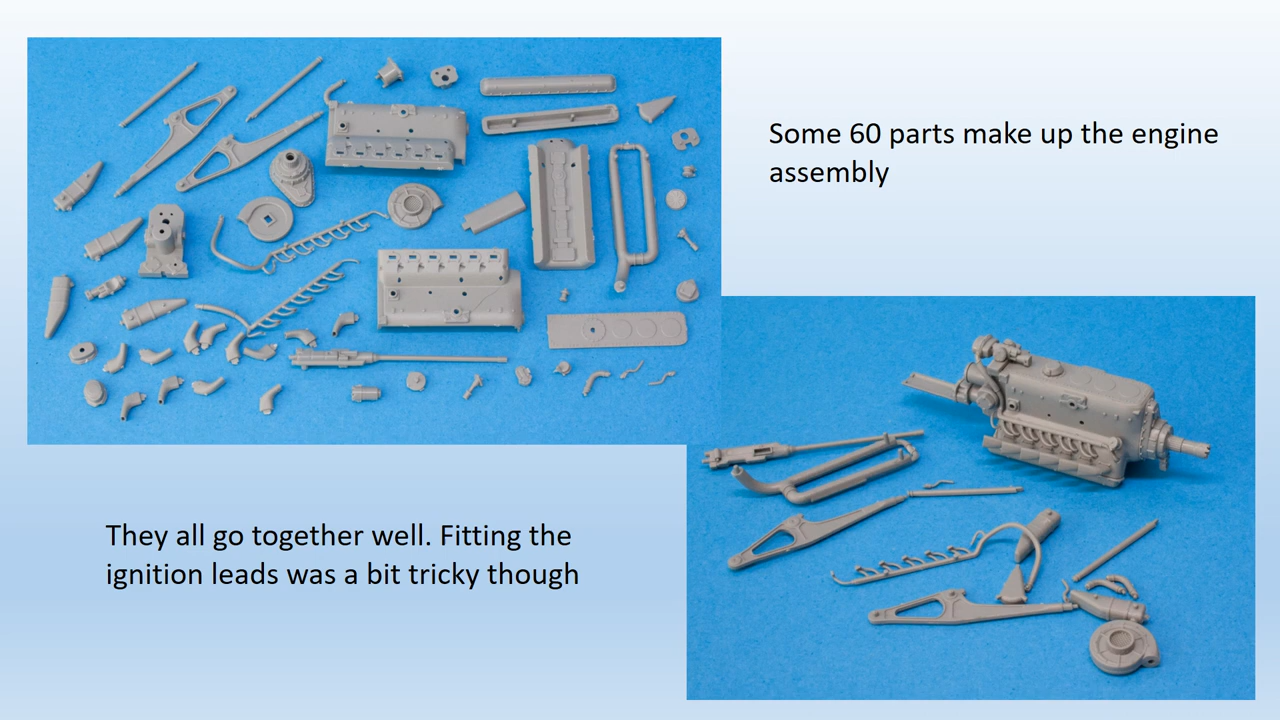 Some 60 parts make up the engine
assembly
They all go together well. Fitting the
ignition leads was a bit tricky though